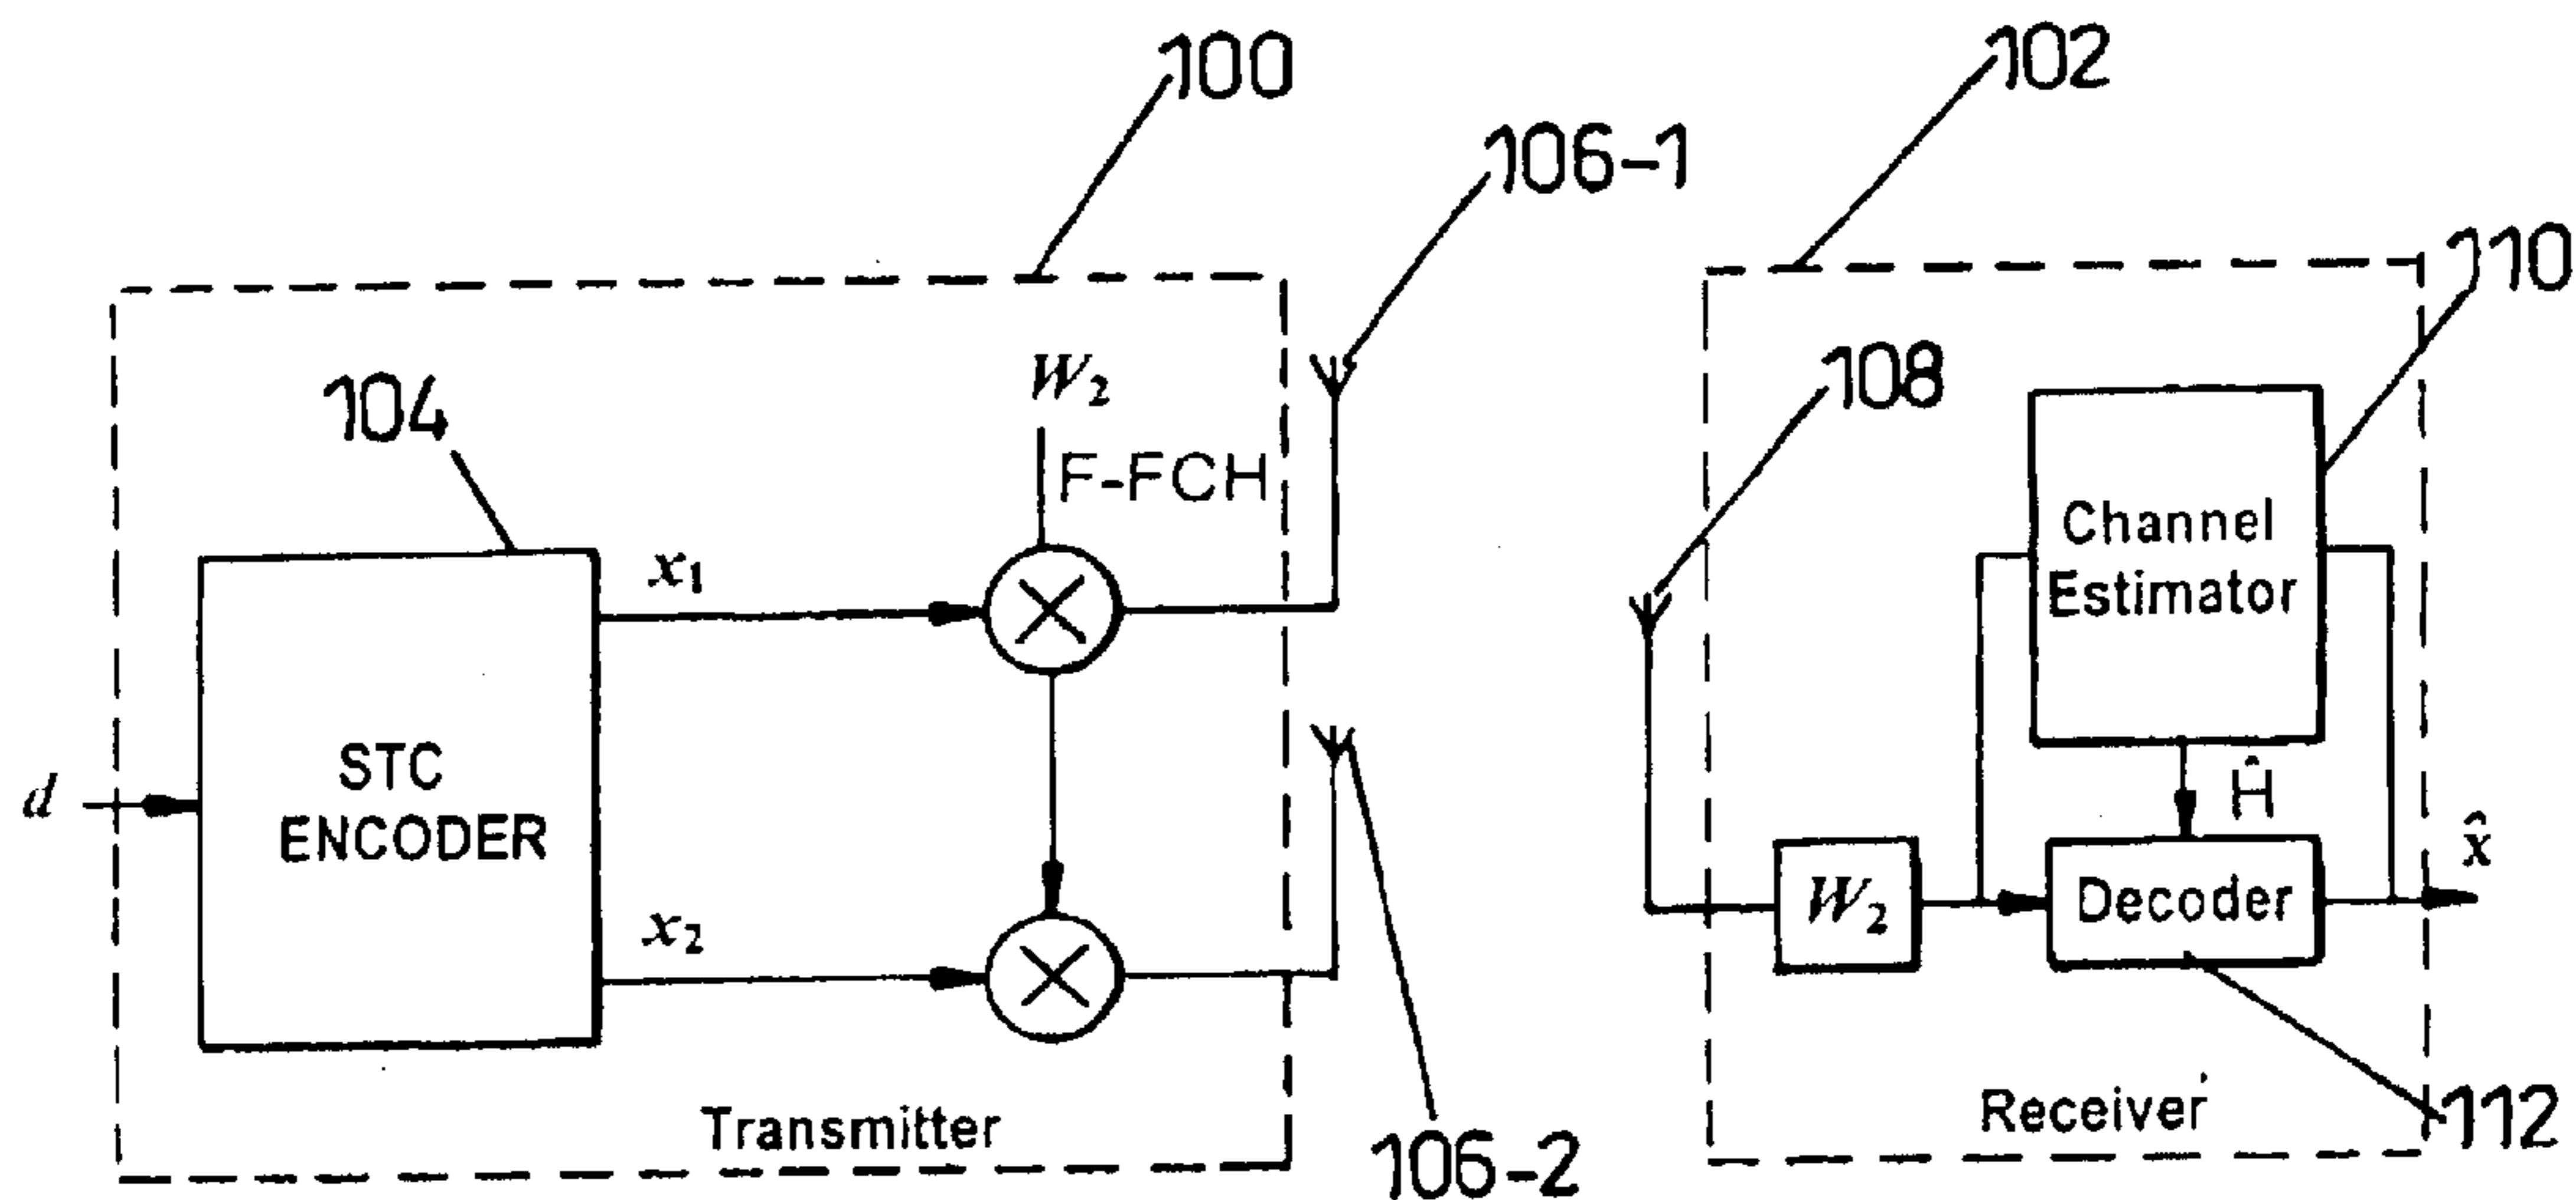 100
102
106-1
110
W₂
108
104
F-FCH
x₁
Channel
Estimator
STC
ENCODER
d
Ĥ
x̂
W₂
Decoder
x₂
Transmitter
Receiver
106-2
112